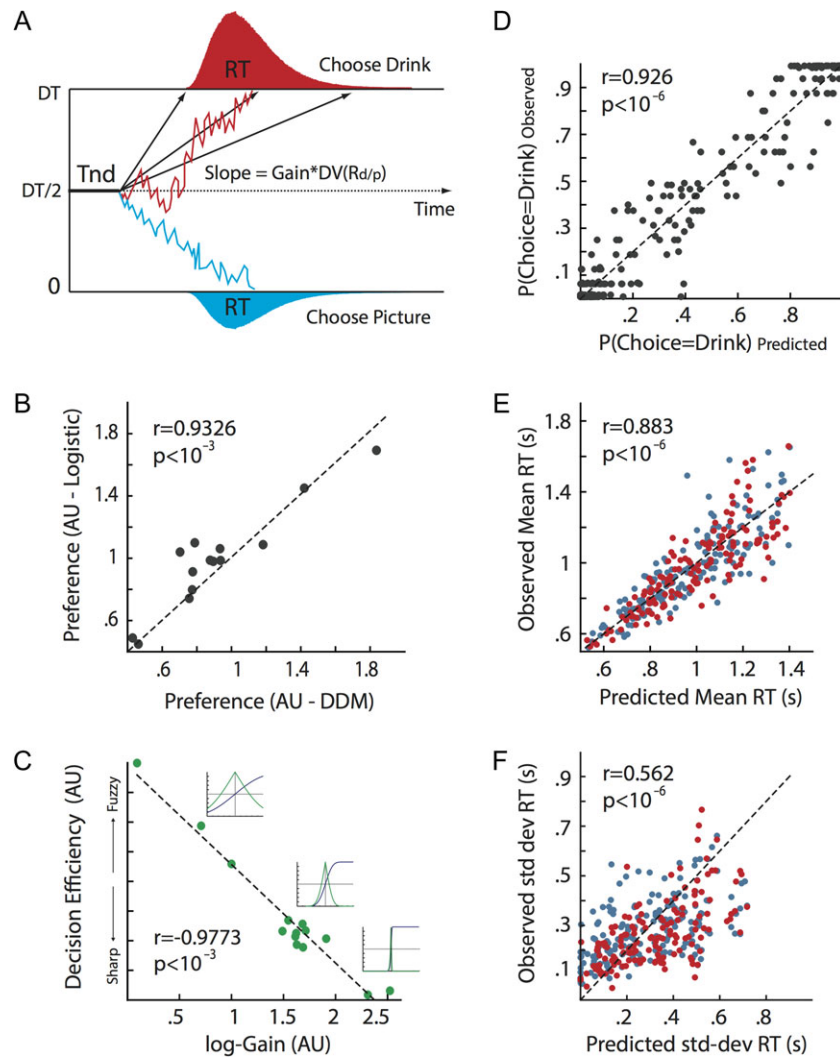 A
RT
Choose Drink
DT
Tnd
Slope = Gain*DV(Rd/p)
DT/2
Time
0
RT
Choose Picture
B
r=0.9326
p<10-3
Preference (AU - Logistic)
1.8
1.4
1
.6
.6
1
1.4
1.8
Preference (AU - DDM)
C
Decision Efficiency (AU)
Fuzzy
Sharp
r=-0.9773
p<10-3
.5
1
1.5
2
2.5
log-Gain (AU)
D
r=0.926
p<10-6
P(Choice=Drink) Observed
.9
.7
.5
.3
.1
.2
.4
.6
.8
P(Choice=Drink) Predicted
E
r=0.883
p<10-6
Observed Mean RT (s)
1.8
1.4
1
.6
.6
.8
1
1.2
1.4
Predicted Mean RT (s)
F
r=0.562
p<10-6
Observed std dev RT (s)
.9
.7
.5
.3
.1
.2
.4
.6
.8
Predicted std-dev RT (s)